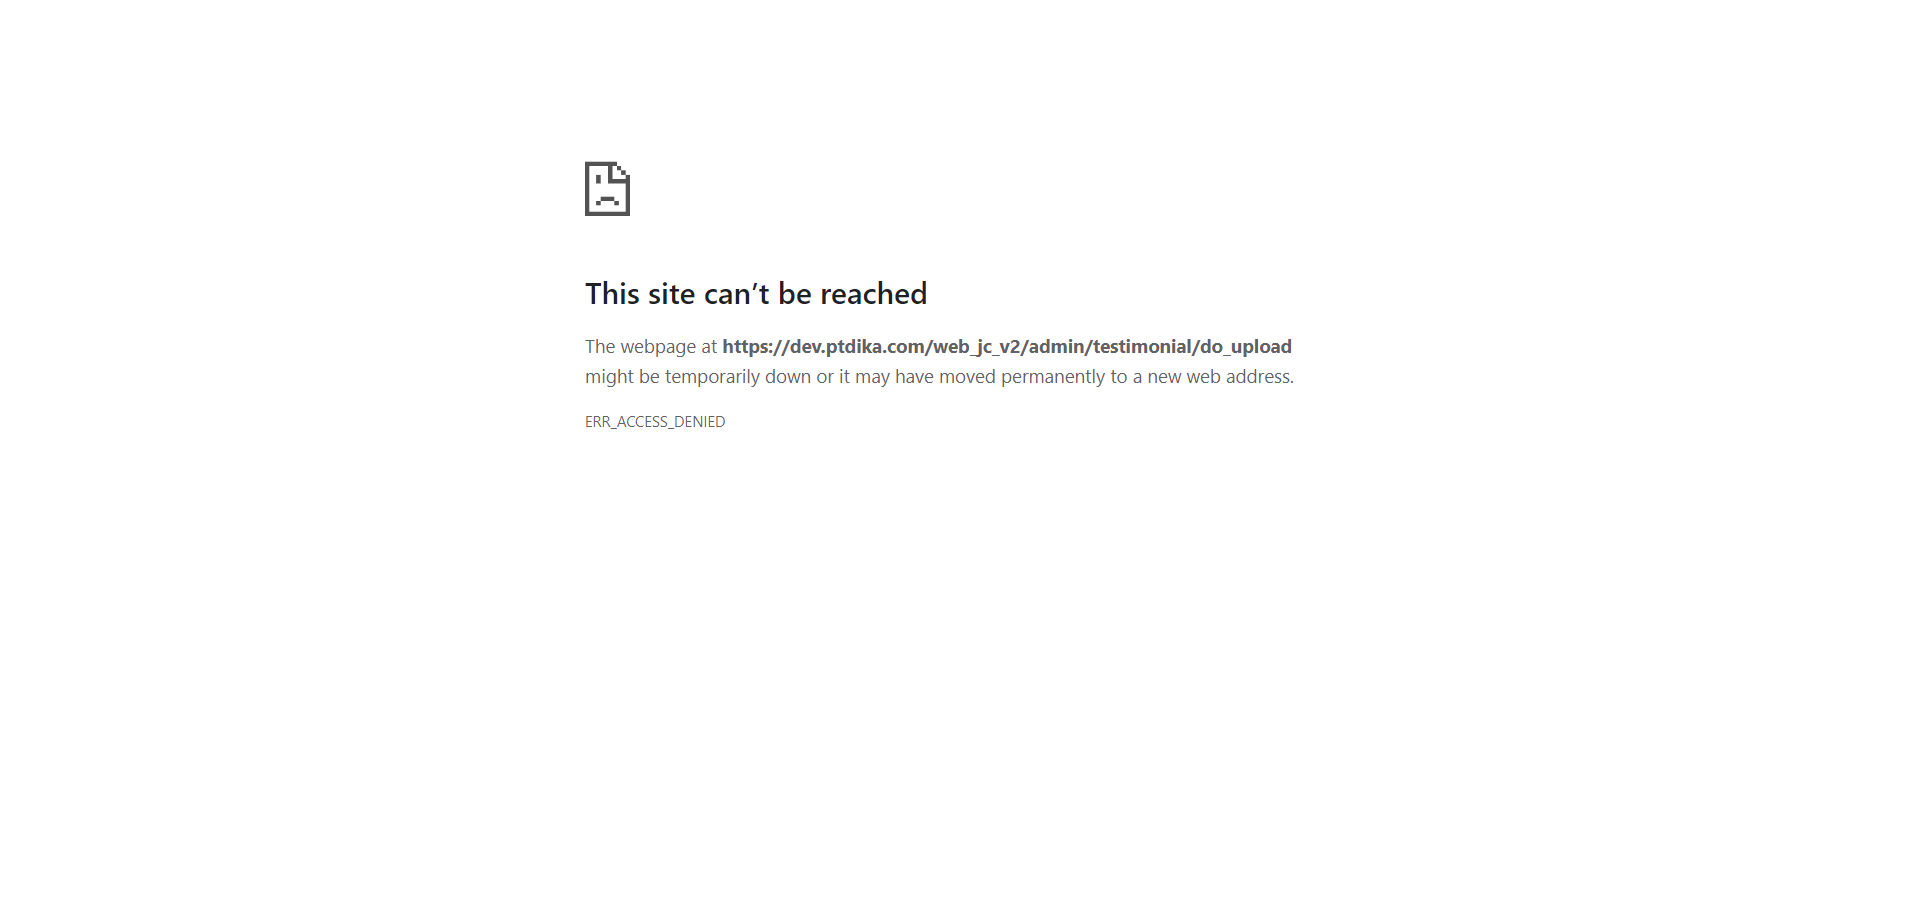 This site can’t be reached
The webpage at https://dev.ptdika.com/web_jc_v2/admin/testimonial/do_upload
might be temporarily down or it may have moved permanently to a new web address.
ERR_ACCESS_DENIED